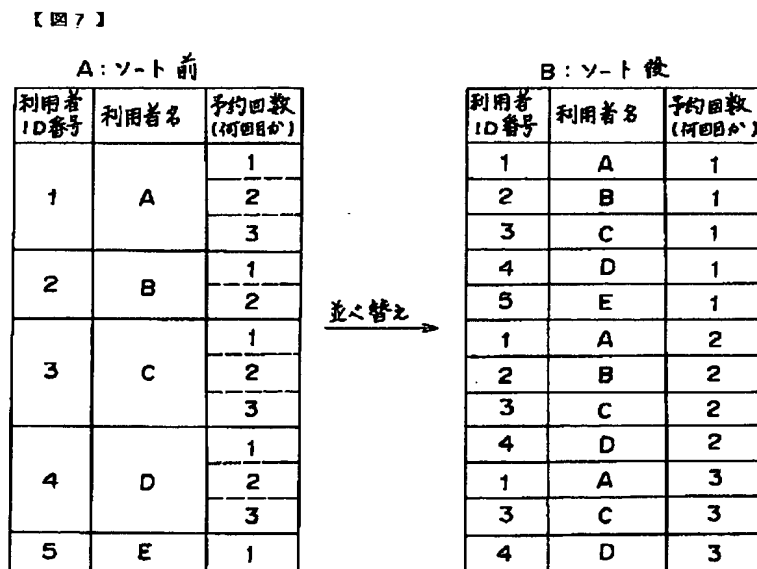 【図7】
A:ソート前
利用者ID番号 利用者名 予約回数(何回目か)
1 A 1
2
3
2 B 1
2
3 C 1
2
3
4 D 1
2
3
5 E 1
並べ替え
B:ソート後
利用者ID番号 利用者名 予約回数(何回目か)
1 A 1
2 B 1
3 C 1
4 D 1
5 E 1
1 A 2
2 B 2
3 C 2
4 D 2
1 A 3
3 C 3
4 D 3